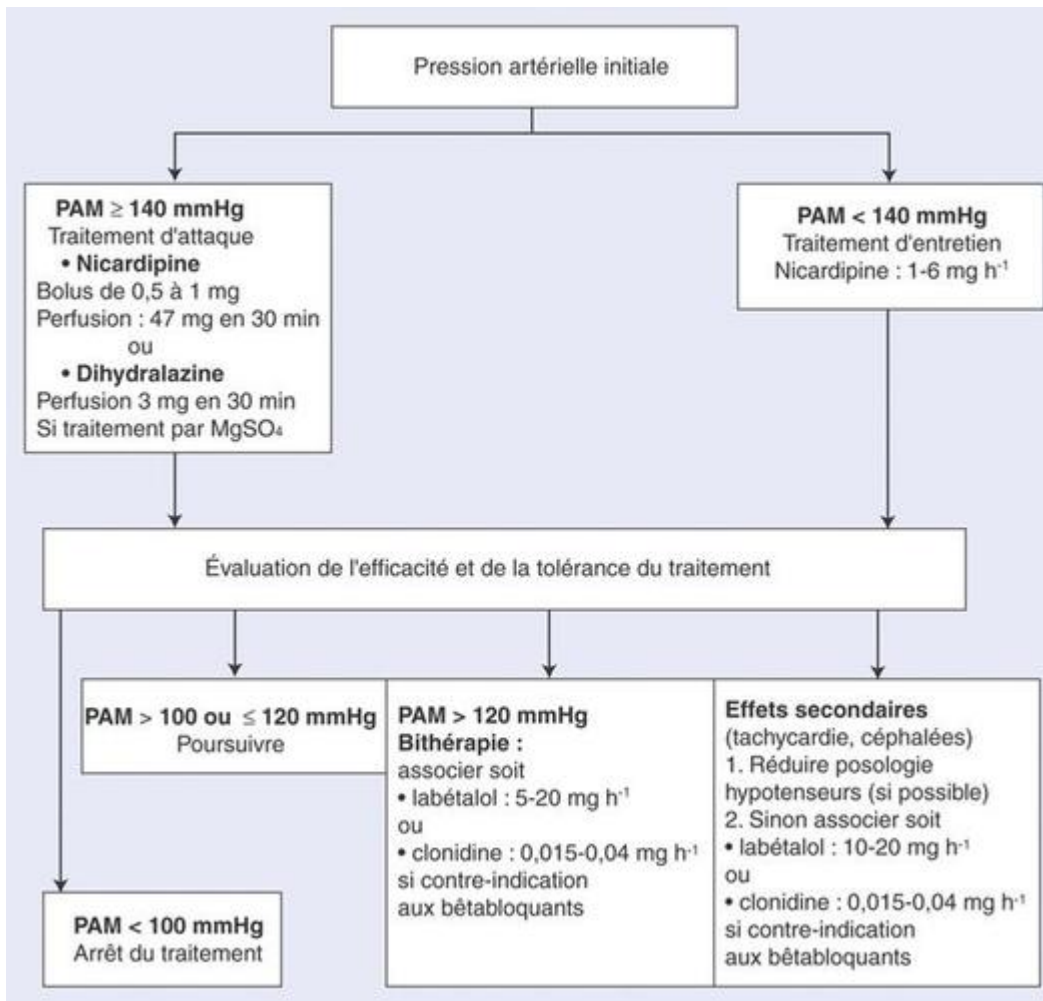 Pression artérielle initiale
PAM ≥ 140 mmHg
Traitement d'attaque
• Nicardipine
Bolus de 0,5 à 1 mg
Perfusion : 47 mg en 30 min
ou
• Dihydralazine
Perfusion 3 mg en 30 min
Si traitement par MgSO₄
PAM < 140 mmHg
Traitement d'entretien
Nicardipine : 1-6 mg h⁻¹
Évaluation de l'efficacité et de la tolérance du traitement
PAM < 100 mmHg
Arrêt du traitement
PAM > 100 ou ≤ 120 mmHg
Poursuivre
PAM > 120 mmHg
Bithérapie :
associer soit
• labétalol : 5-20 mg h⁻¹
ou
• clonidine : 0,015-0,04 mg h⁻¹
si contre-indication
aux bêtabloquants
Effets secondaires
(tachycardie, céphalées)
1. Réduire posologie
hypotenseurs (si possible)
2. Sinon associer soit
• labétalol : 10-20 mg h⁻¹
ou
• clonidine : 0,015-0,04 mg h⁻¹
si contre-indication
aux bêtabloquants